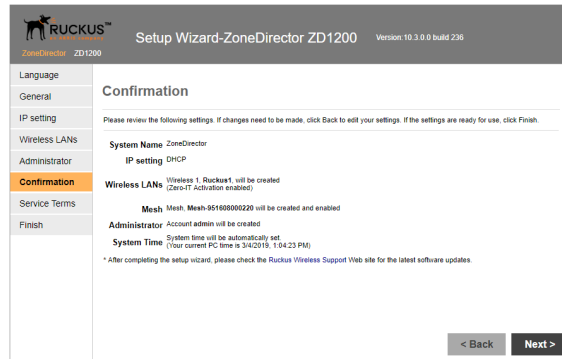 RUCKUS™
Setup Wizard-ZoneDirector ZD1200
Version:10.3.0.0 build 236
ZoneDirector ZD1200
Language
General
IP setting
Wireless LANs
Administrator
Confirmation
Service Terms
Finish
Confirmation
Please review the following settings. If changes need to be made, click Back to edit your settings. If the settings are ready for use, click Finish.
System Name ZoneDirector
IP setting DHCP
Wireless LANs Wireless 1, Ruckus1, will be created
(Zero-IT Activation enabled)
Mesh Mesh, Mesh-951608000220 will be created and enabled
Administrator Account admin will be created
System Time System time will be automatically set.
(Your current PC time is 3/4/2019, 1:04:23 PM)
* After completing the setup wizard, please check the Ruckus Wireless Support Web site for the latest software updates.
< Back Next >